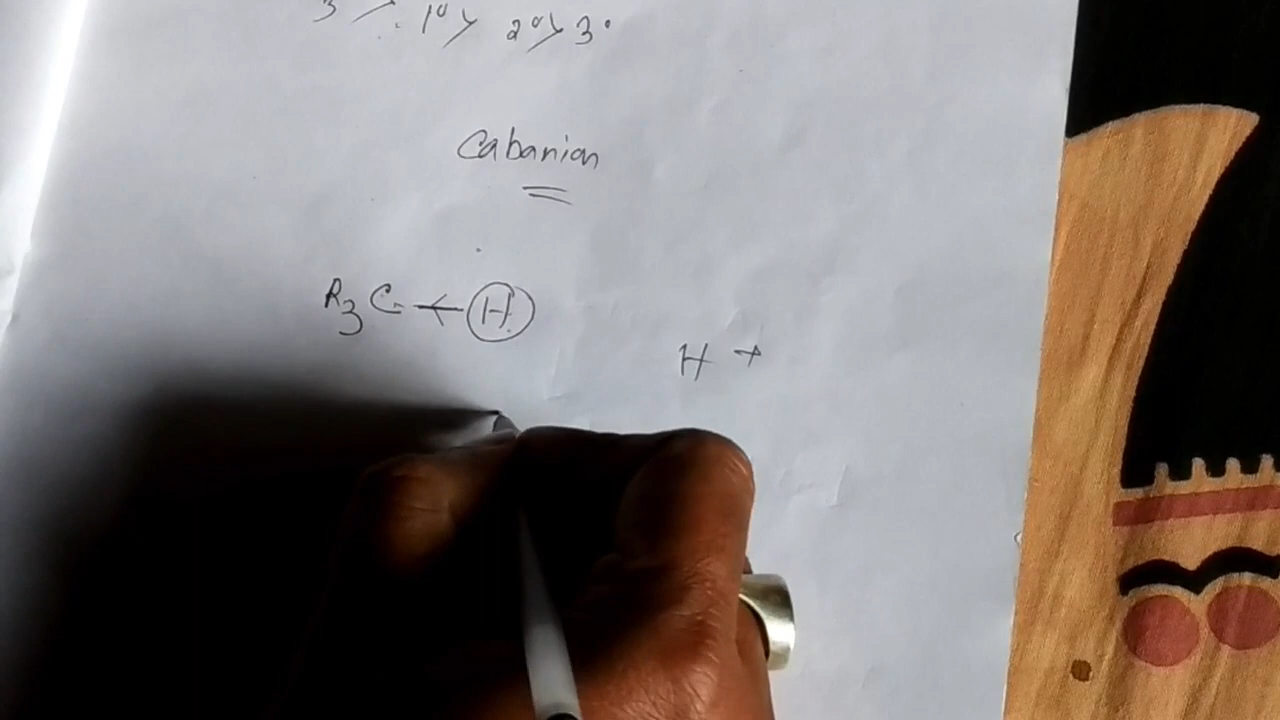 1° > 2° > 3°
Cabanion
R3C ← H
H +